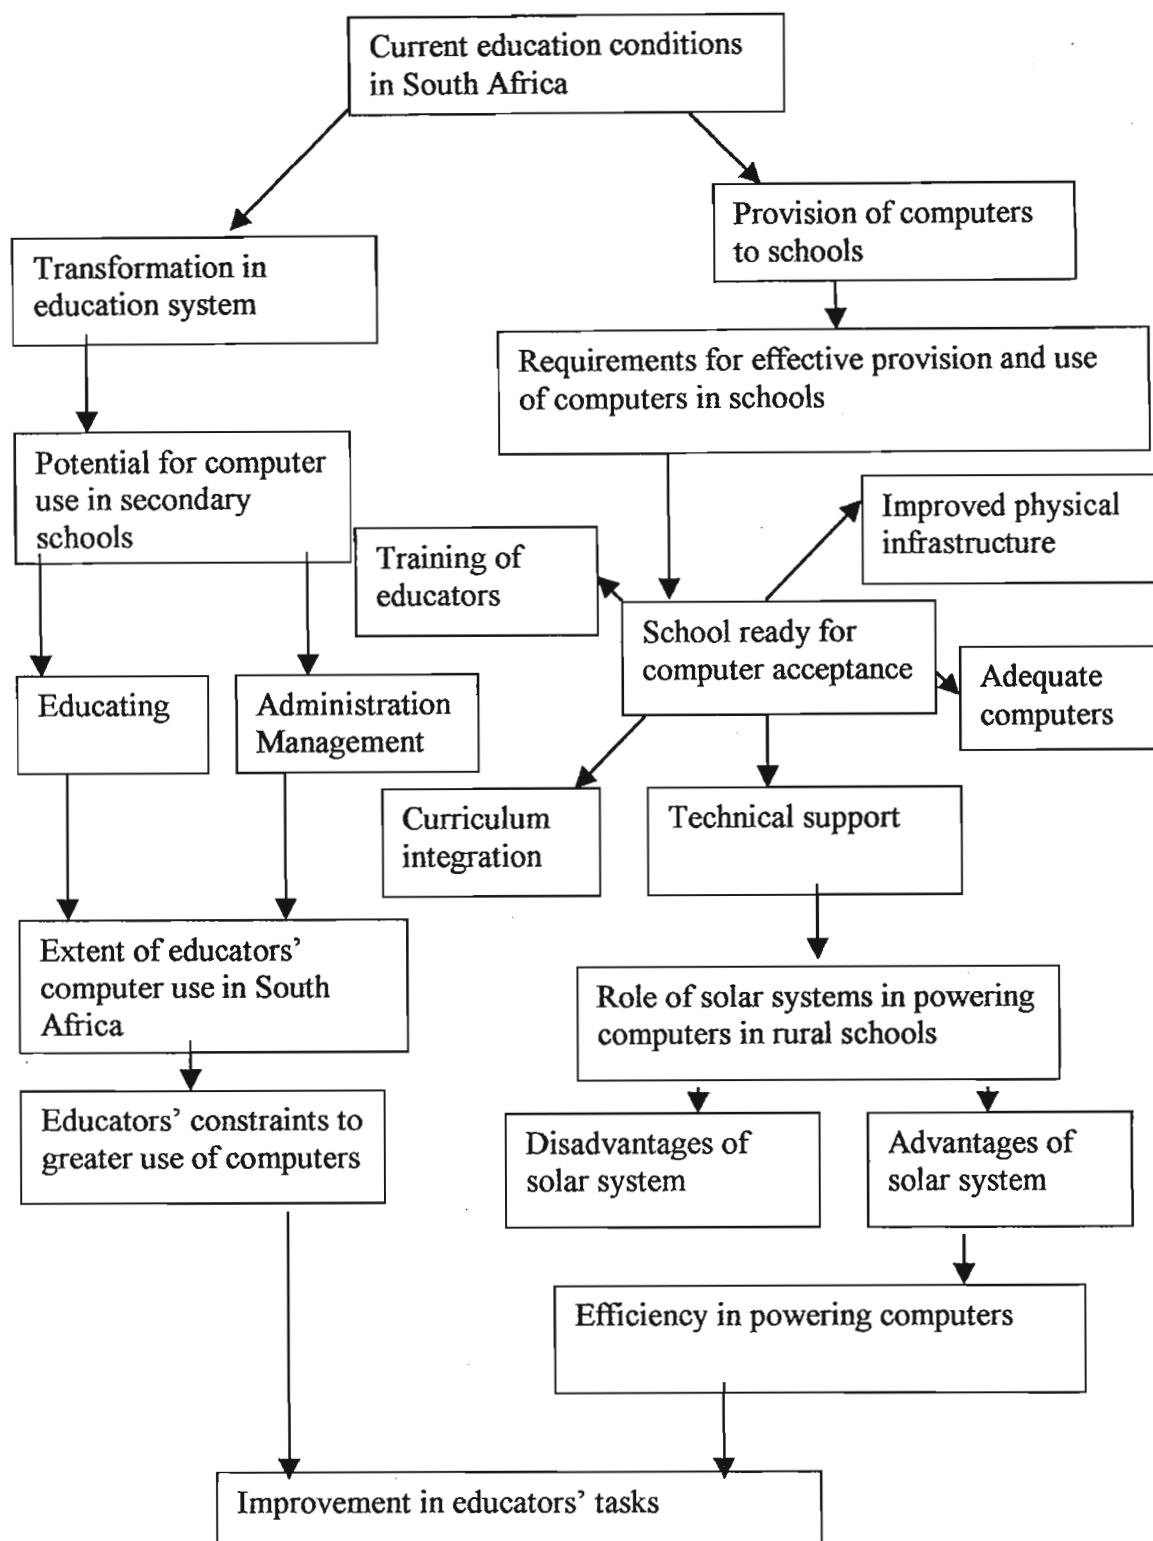 Current education conditions
in South Africa
Provision of computers
to schools
Transformation in
education system
Requirements for effective provision and use
of computers in schools
Potential for computer
use in secondary
schools
Improved physical
infrastructure
Training of
educators
School ready for
computer acceptance
Adequate
computers
Educating
Administration
Management
Curriculum
integration
Technical support
Extent of educators’
computer use in South
Africa
Role of solar systems in powering
computers in rural schools
Educators’ constraints to
greater use of computers
Disadvantages of
solar system
Advantages of
solar system
Efficiency in powering computers
Improvement in educators’ tasks